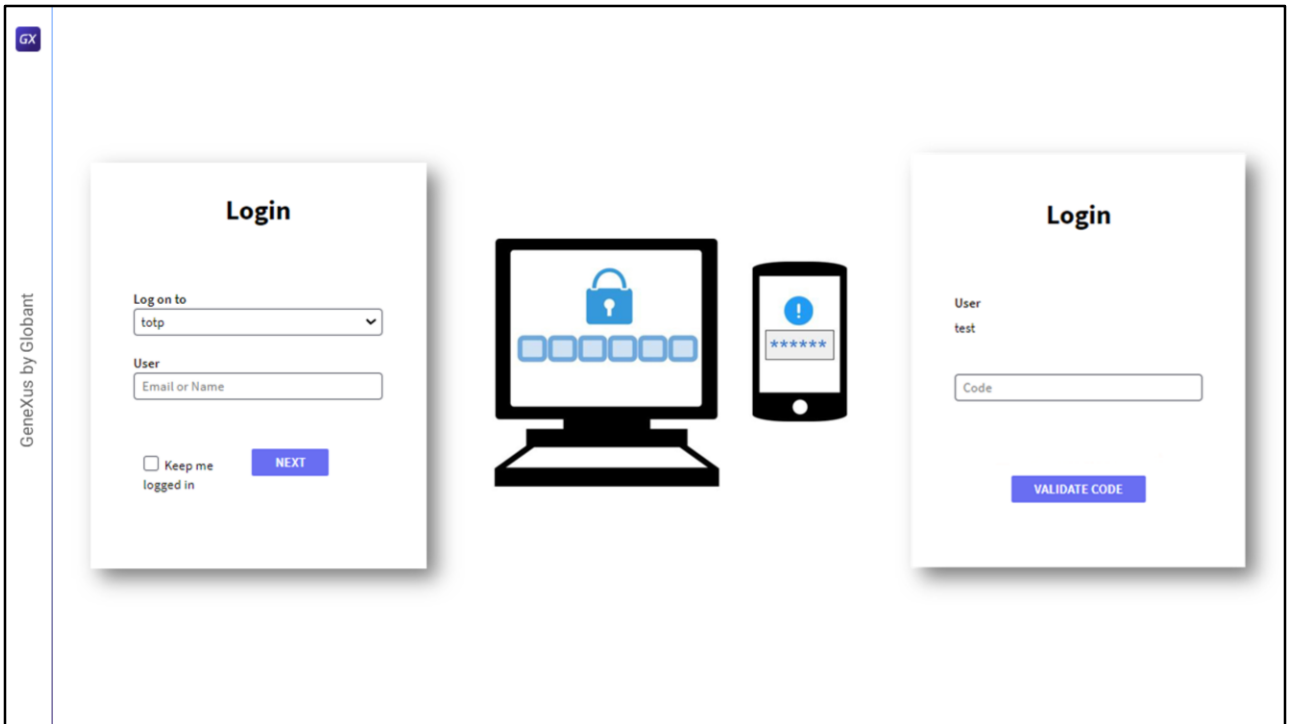 GX
GeneXus by Globant
Login
Log on to
totp
User
Email or Name
Keep me
logged in
NEXT
!
******
Login
User
test
Code
VALIDATE CODE